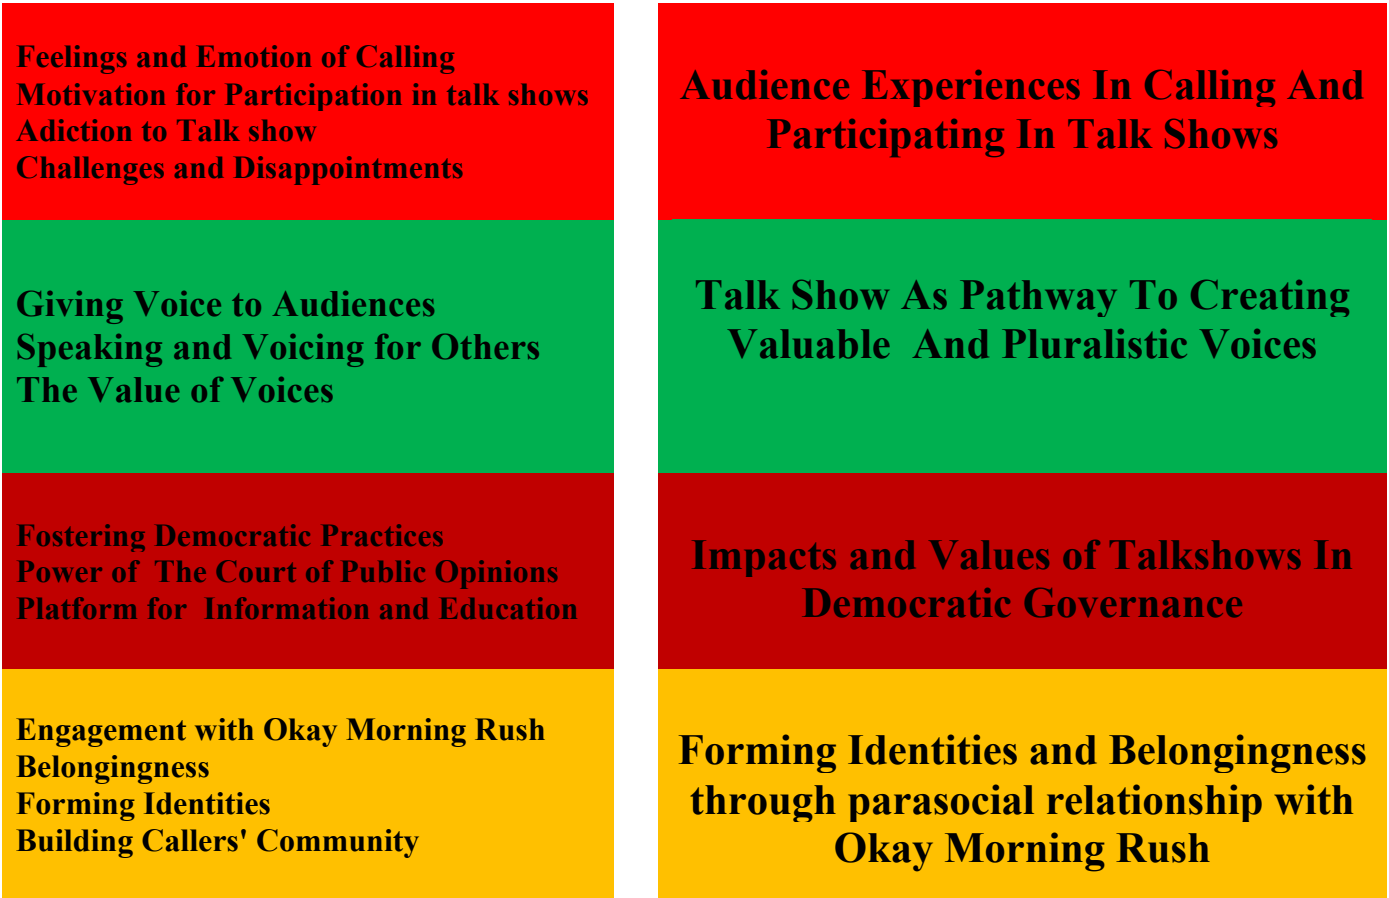 Feelings and Emotion of Calling
Motivation for Participation in talk shows
Adiction to Talk show
Challenges and Disappointments
Audience Experiences In Calling And
Participating In Talk Shows
Giving Voice to Audiences
Speaking and Voicing for Others
The Value of Voices
Talk Show As Pathway To Creating
Valuable  And Pluralistic Voices
Fostering Democratic Practices
Power of  The Court of Public Opinions
Platform for  Information and Education
Impacts and Values of Talkshows In
Democratic Governance
Engagement with Okay Morning Rush
Belongingness
Forming Identities
Building Callers' Community
Forming Identities and Belongingness
through parasocial relationship with
Okay Morning Rush